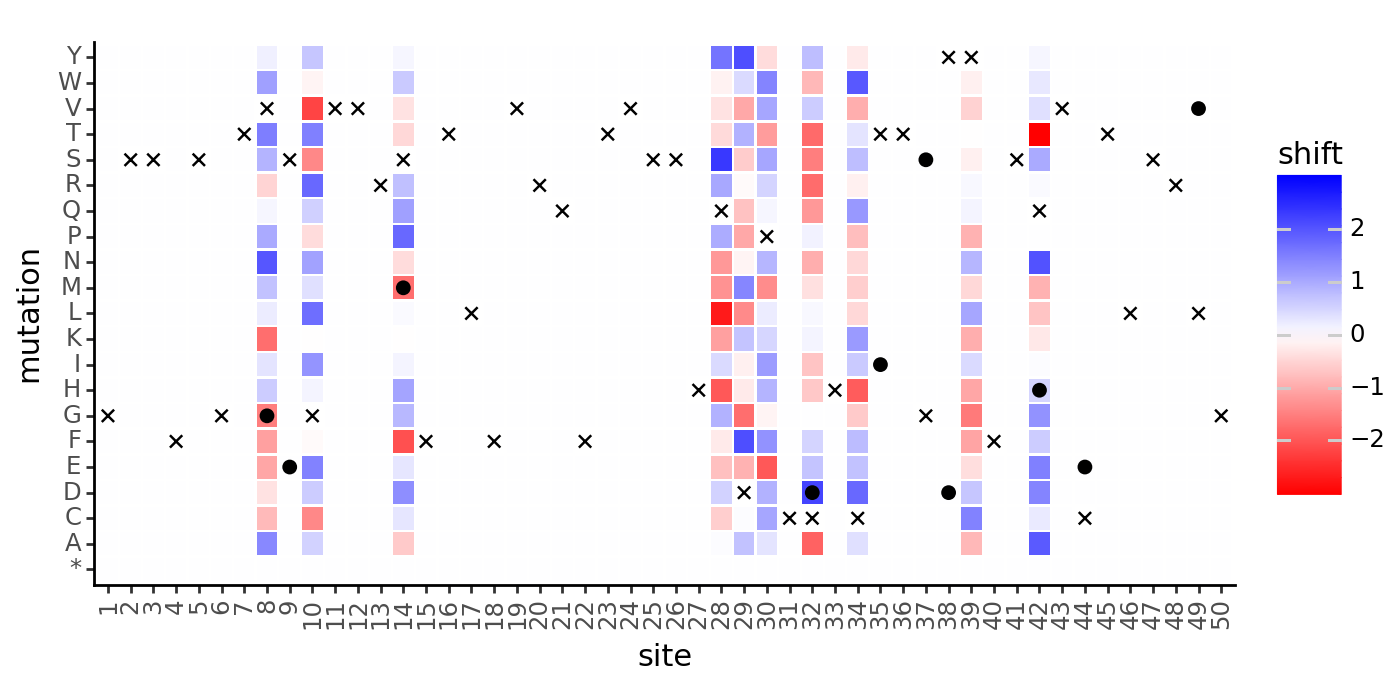 Y
W
V
T
S
R
Q
P
N
M
L
K
I
H
G
F
E
D
C
A
*
mutation
1 2 3 4 5 6 7 8 9 10 11 12 13 14 15 16 17 18 19 20 21 22 23 24 25 26 27 28 29 30 31 32 33 34 35 36 37 38 39 40 41 42 43 44 45 46 47 48 49 50
site
shift
2
1
0
−1
−2